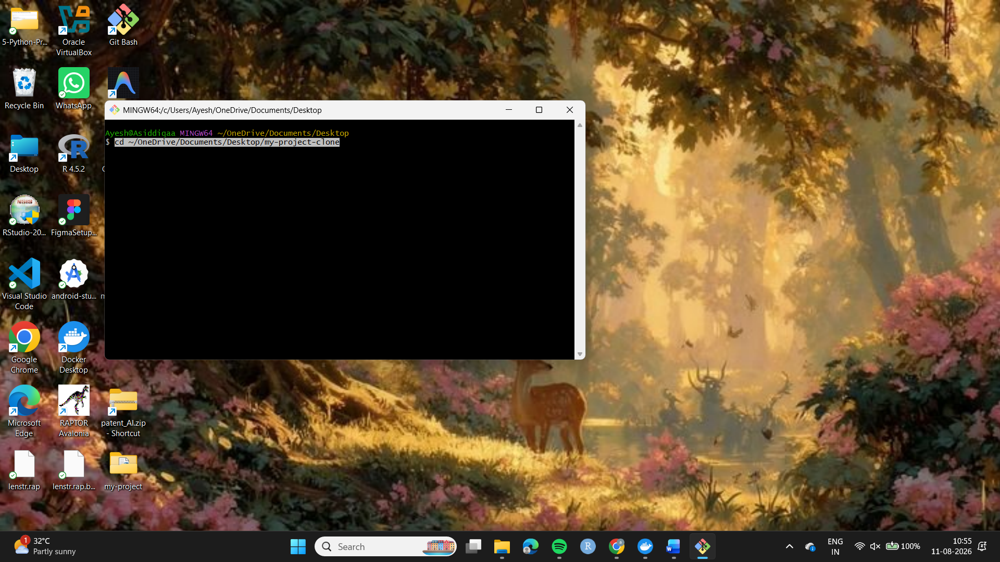 5-Python-Pr...
Oracle
VirtualBox
Git Bash
Recycle Bin
WhatsApp
Desktop
R 4.5.2
RStudio-20...
FigmaSetup...
Visual Studio
Code
android-stu...
Google
Chrome
Docker
Desktop
Microsoft
Edge
RAPTOR
Avalonia
patent_AI.zip
- Shortcut
lenstr.rap
lenstr.rap.b...
my-project
MINGW64:/c/Users/Ayesh/OneDrive/Documents/Desktop
Ayesh@Asiddiqaa MINGW64 ~/OneDrive/Documents/Desktop
$ cd ~/OneDrive/Documents/Desktop/my-project-clone
1
32°C
Partly sunny
Search
ENG
IN
100%
10:55
11-08-2026